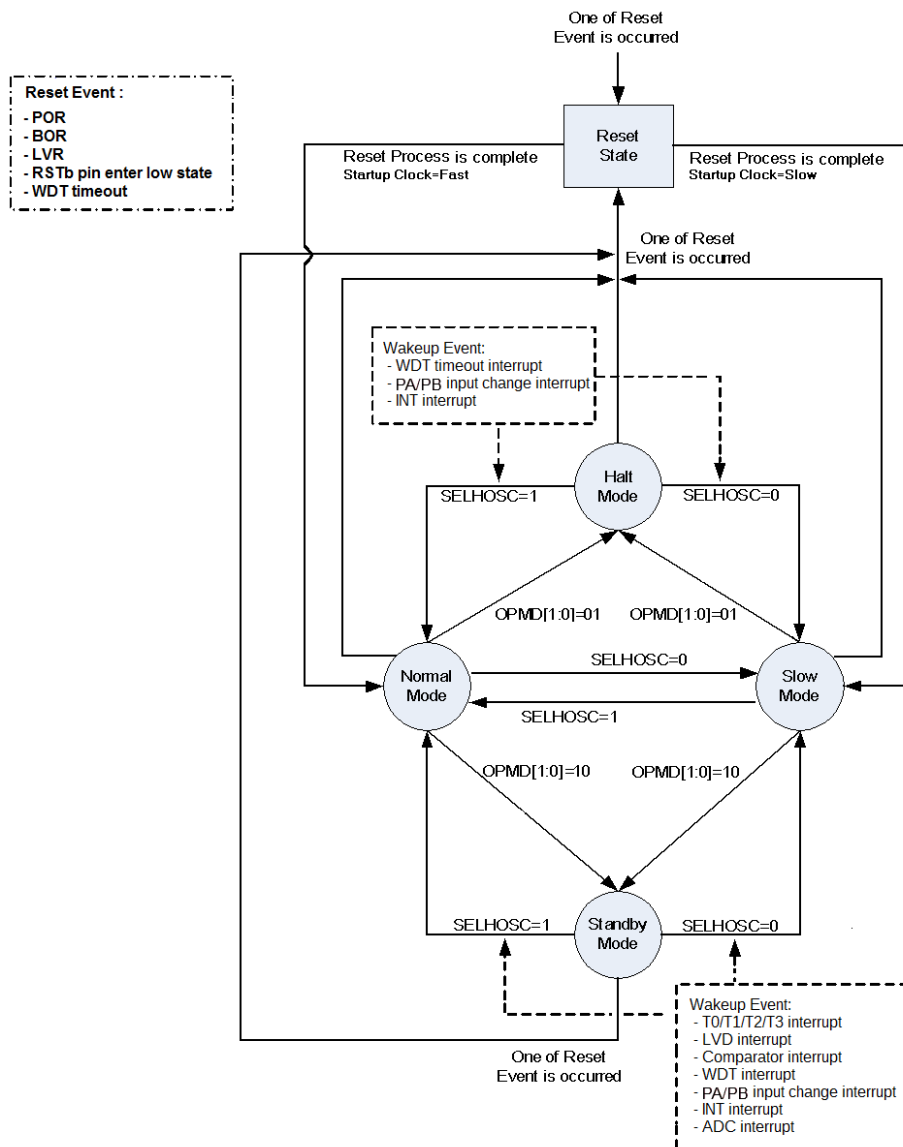 One of Reset
Event is occurred
Reset Event :
- POR
- BOR
- LVR
- RSTb pin enter low state
- WDT timeout
Reset
State
Reset Process is complete
Startup Clock=Fast
Reset Process is complete
Startup Clock=Slow
One of Reset
Event is occurred
Wakeup Event:
- WDT timeout interrupt
- PA/PB input change interrupt
- INT interrupt
Halt
Mode
SELHOSC=1
SELHOSC=0
OPMD[1:0]=01
OPMD[1:0]=01
SELHOSC=0
Normal
Mode
Slow
Mode
SELHOSC=1
OPMD[1:0]=10
OPMD[1:0]=10
SELHOSC=1
Standby
Mode
SELHOSC=0
One of Reset
Event is occurred
Wakeup Event:
- T0/T1/T2/T3 interrupt
- LVD interrupt
- Comparator interrupt
- WDT interrupt
- PA/PB input change interrupt
- INT interrupt
- ADC interrupt